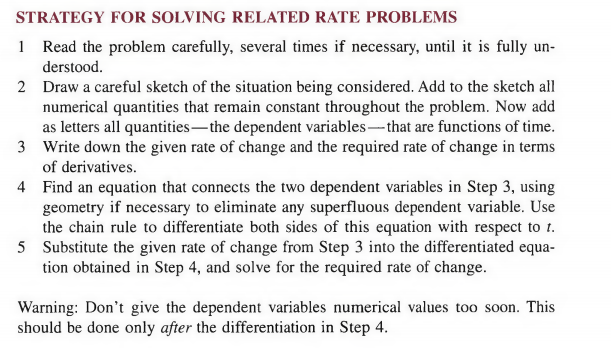 STRATEGY FOR SOLVING RELATED RATE PROBLEMS
1 Read the problem carefully, several times if necessary, until it is fully un-
derstood.
2 Draw a careful sketch of the situation being considered. Add to the sketch all
numerical quantities that remain constant throughout the problem. Now add
as letters all quantities—the dependent variables—that are functions of time.
3 Write down the given rate of change and the required rate of change in terms
of derivatives.
4 Find an equation that connects the two dependent variables in Step 3, using
geometry if necessary to eliminate any superfluous dependent variable. Use
the chain rule to differentiate both sides of this equation with respect to t.
5 Substitute the given rate of change from Step 3 into the differentiated equa-
tion obtained in Step 4, and solve for the required rate of change.
Warning: Don't give the dependent variables numerical values too soon. This
should be done only after the differentiation in Step 4.